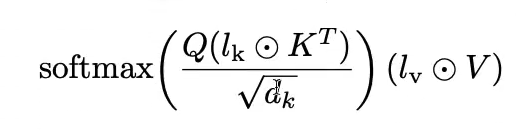 softmax(Q(l_k ⊙ K^T) / √d_k)(l_v ⊙ V)